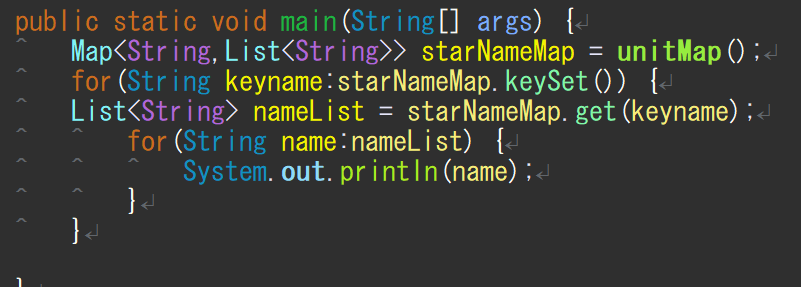 public static void main(String[] args) {
Map<String,List<String>> starNameMap = unitMap();
for(String keyname:starNameMap.keySet()) {
List<String> nameList = starNameMap.get(keyname);
for(String name:nameList) {
System.out.println(name);
}
}
}